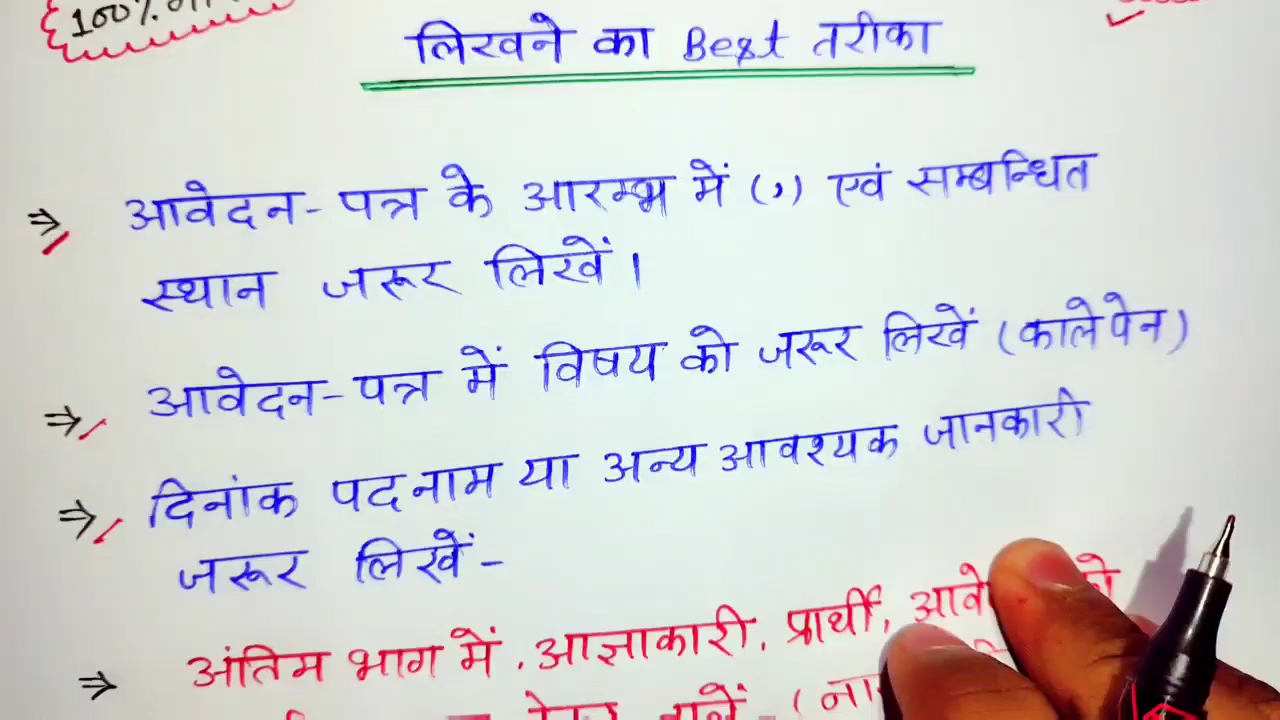 100%
लिखने का Best तरीका
⇒ आवेदन-पत्र के आरम्भ में (,) एवं सम्बन्धित
स्थान जरूर लिखें।
⇒ आवेदन-पत्र में विषय को जरूर लिखें (काले पेन)
⇒ दिनांक पदनाम या अन्य आवश्यक जानकारी
जरूर लिखें-
⇒ अंतिम भाग में, आज्ञाकारी, प्रार्थी,